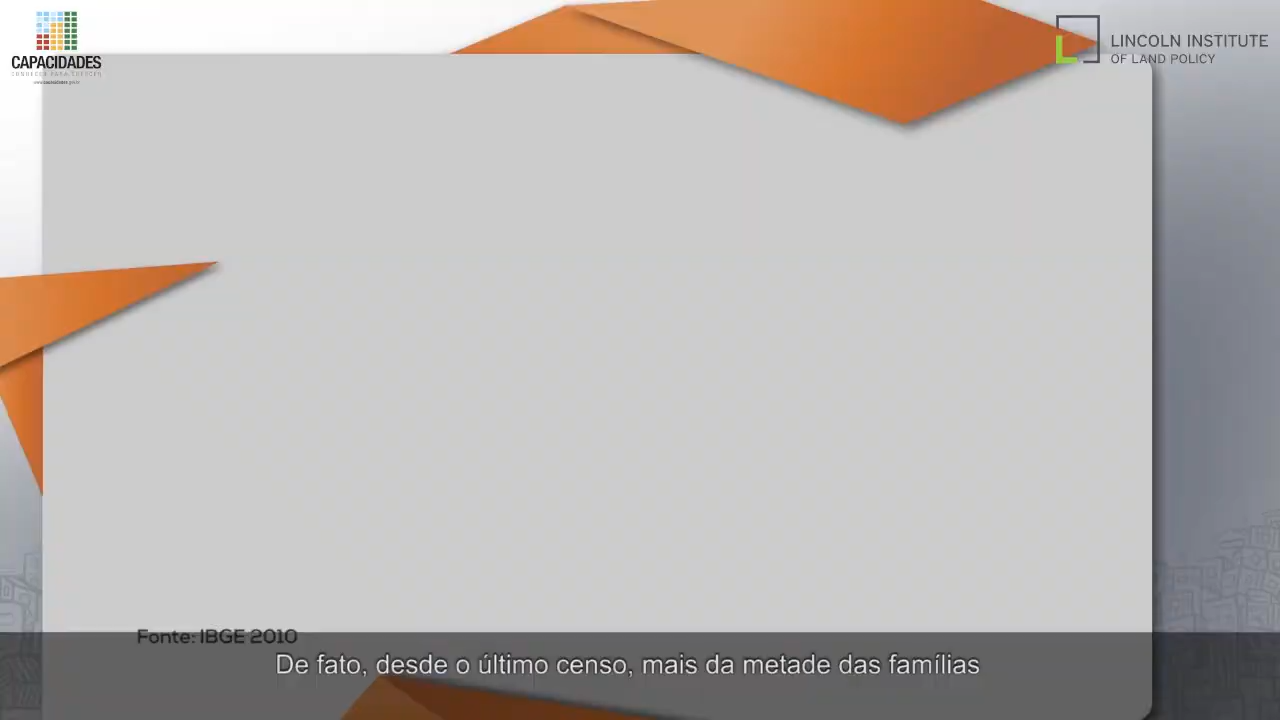 CAPACIDADES
LINCOLN INSTITUTE
OF LAND POLICY
Fonte: IBGE 2010
De fato, desde o último censo, mais da metade das famílias